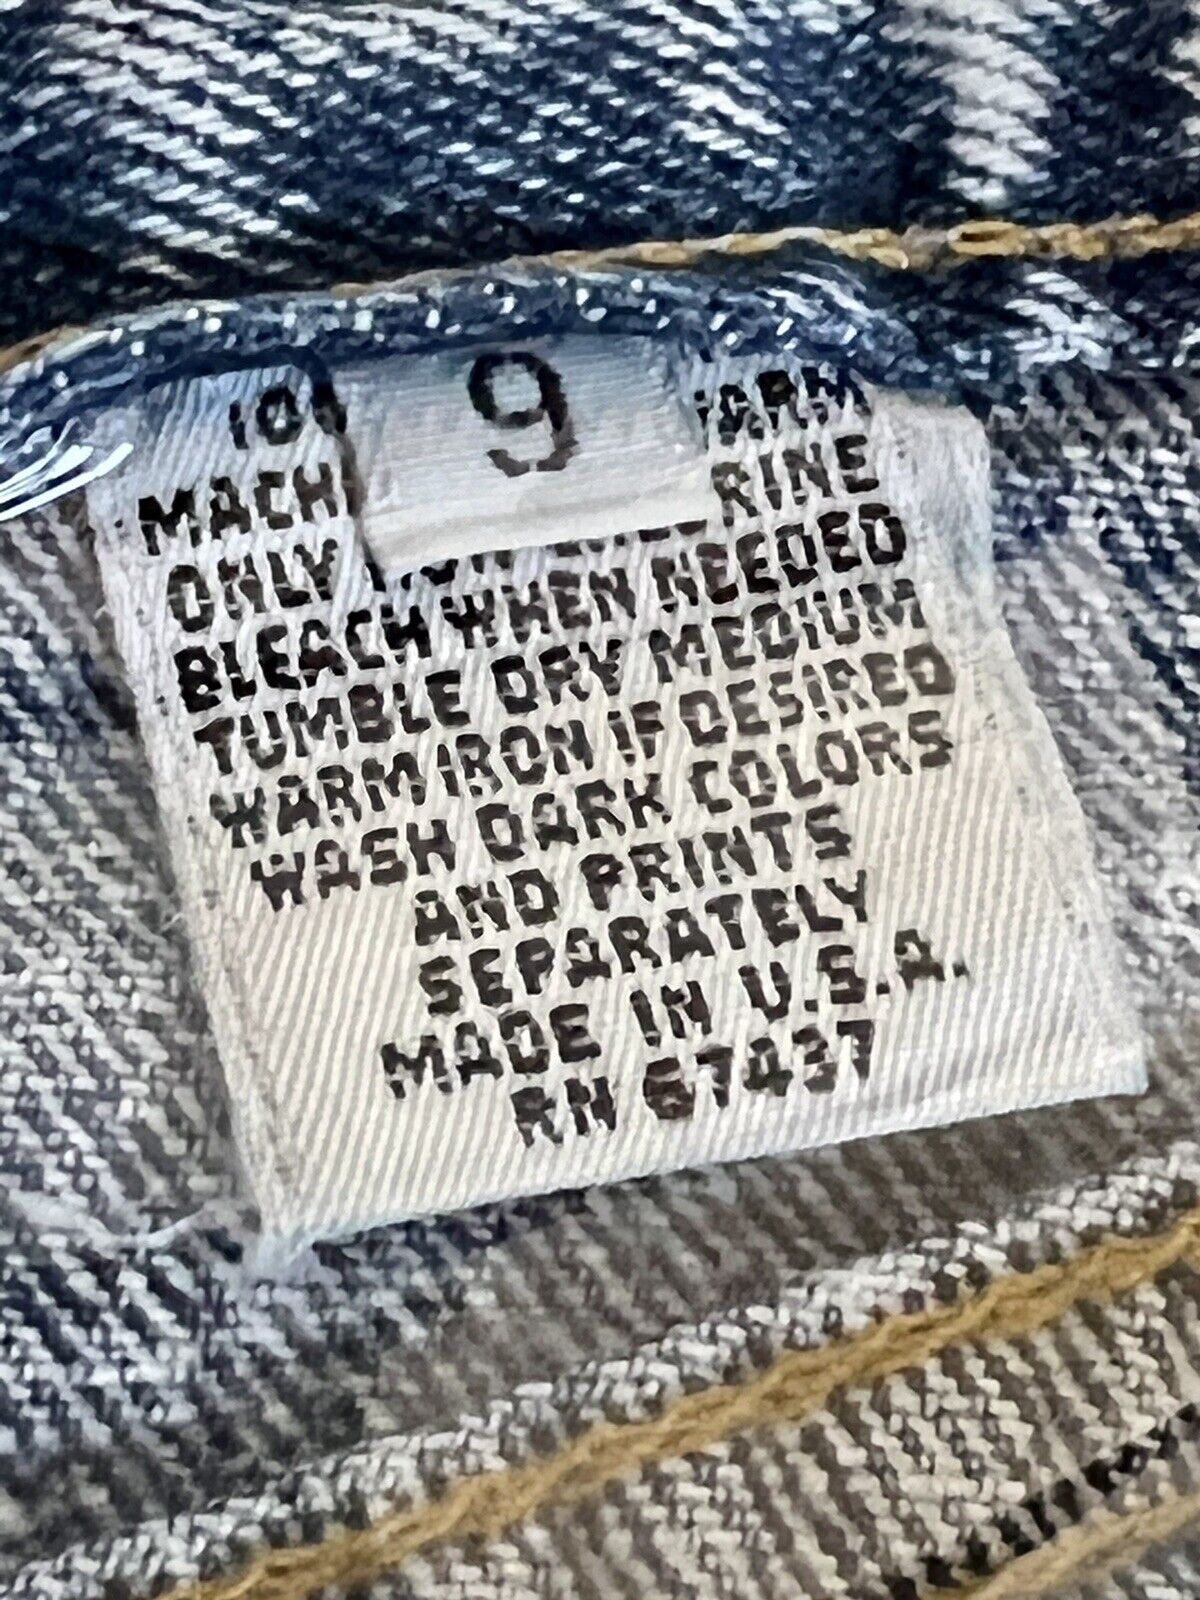 9
MACH RINE
ONLY
BLEACH WHEN NEEDED
TUMBLE DRY MEDIUM
WARM IRON IF DESIRED
WASH DARK COLORS
AND PRINTS
SEPARATELY
MADE IN U.S.A.
RN 67437